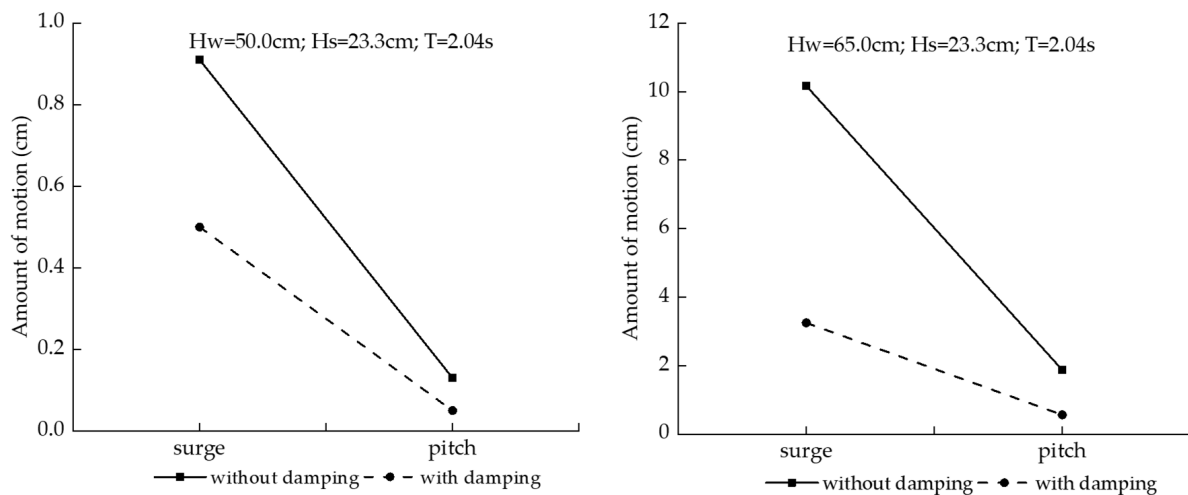 Hw=50.0cm; Hs=23.3cm; T=2.04s
Amount of motion (cm)
1.0
0.8
0.6
0.4
0.2
0.0
surge
pitch
without damping
with damping
Hw=65.0cm; Hs=23.3cm; T=2.04s
Amount of motion (cm)
12
10
8
6
4
2
0
surge
pitch
without damping
with damping